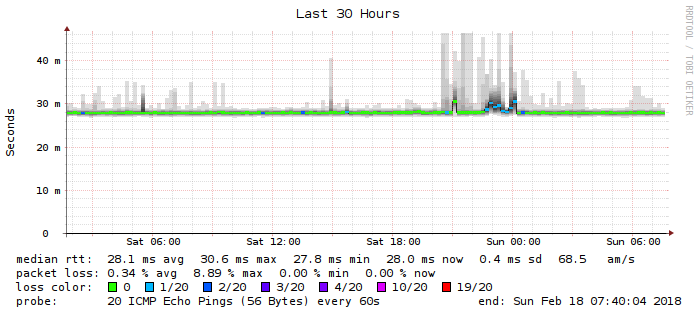 Last 30 Hours
RRDTOOL / TOBI OETIKER
Seconds
40 m
30 m
20 m
10 m
0
Sat 06:00 Sat 12:00 Sat 18:00 Sun 00:00 Sun 06:00
median rtt: 28.1 ms avg 30.6 ms max 27.8 ms min 28.0 ms now 0.4 ms sd 68.5 am/s
packet loss: 0.34 % avg 8.89 % max 0.00 % min 0.00 % now
loss color: 0 1/20 2/20 3/20 4/20 10/20 19/20
probe: 20 ICMP Echo Pings (56 Bytes) every 60s end: Sun Feb 18 07:40:04 2018